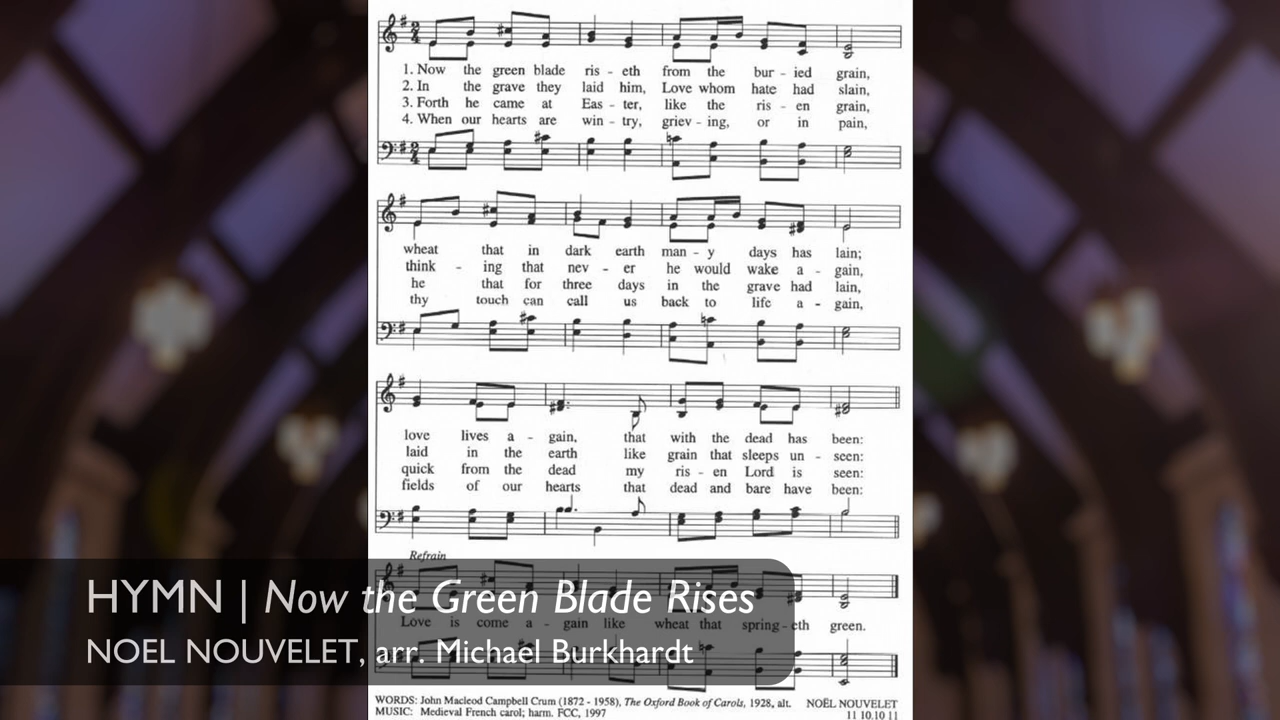 1. Now the green blade ris - eth from the bur - ied grain,
2. In the grave they laid him, Love whom hate had slain,
3. Forth he came at Eas - ter, like the ris - en grain,
4. When our hearts are win - try, griev - ing, or in pain,
wheat that in dark earth man - y days has lain;
think - ing that nev - er he would wake a - gain,
he that for three days in the grave had lain,
thy touch can call us back to life a - gain,
love lives a - gain, that with the dead has been:
laid in the earth like grain that sleeps un - seen:
quick from the dead my ris - en Lord is seen:
fields of our hearts that dead and bare have been:
Refrain
Love is come a - gain like wheat that spring - eth green.
HYMN | Now the Green Blade Rises
NOEL NOUVELET, arr. Michael Burkhardt
WORDS: John Macleod Campbell Crum (1872 - 1958), The Oxford Book of Carols, 1928, alt. NOËL NOUVELET
MUSIC: Medieval French carol; harm. FCC, 1997 11 10.10 11